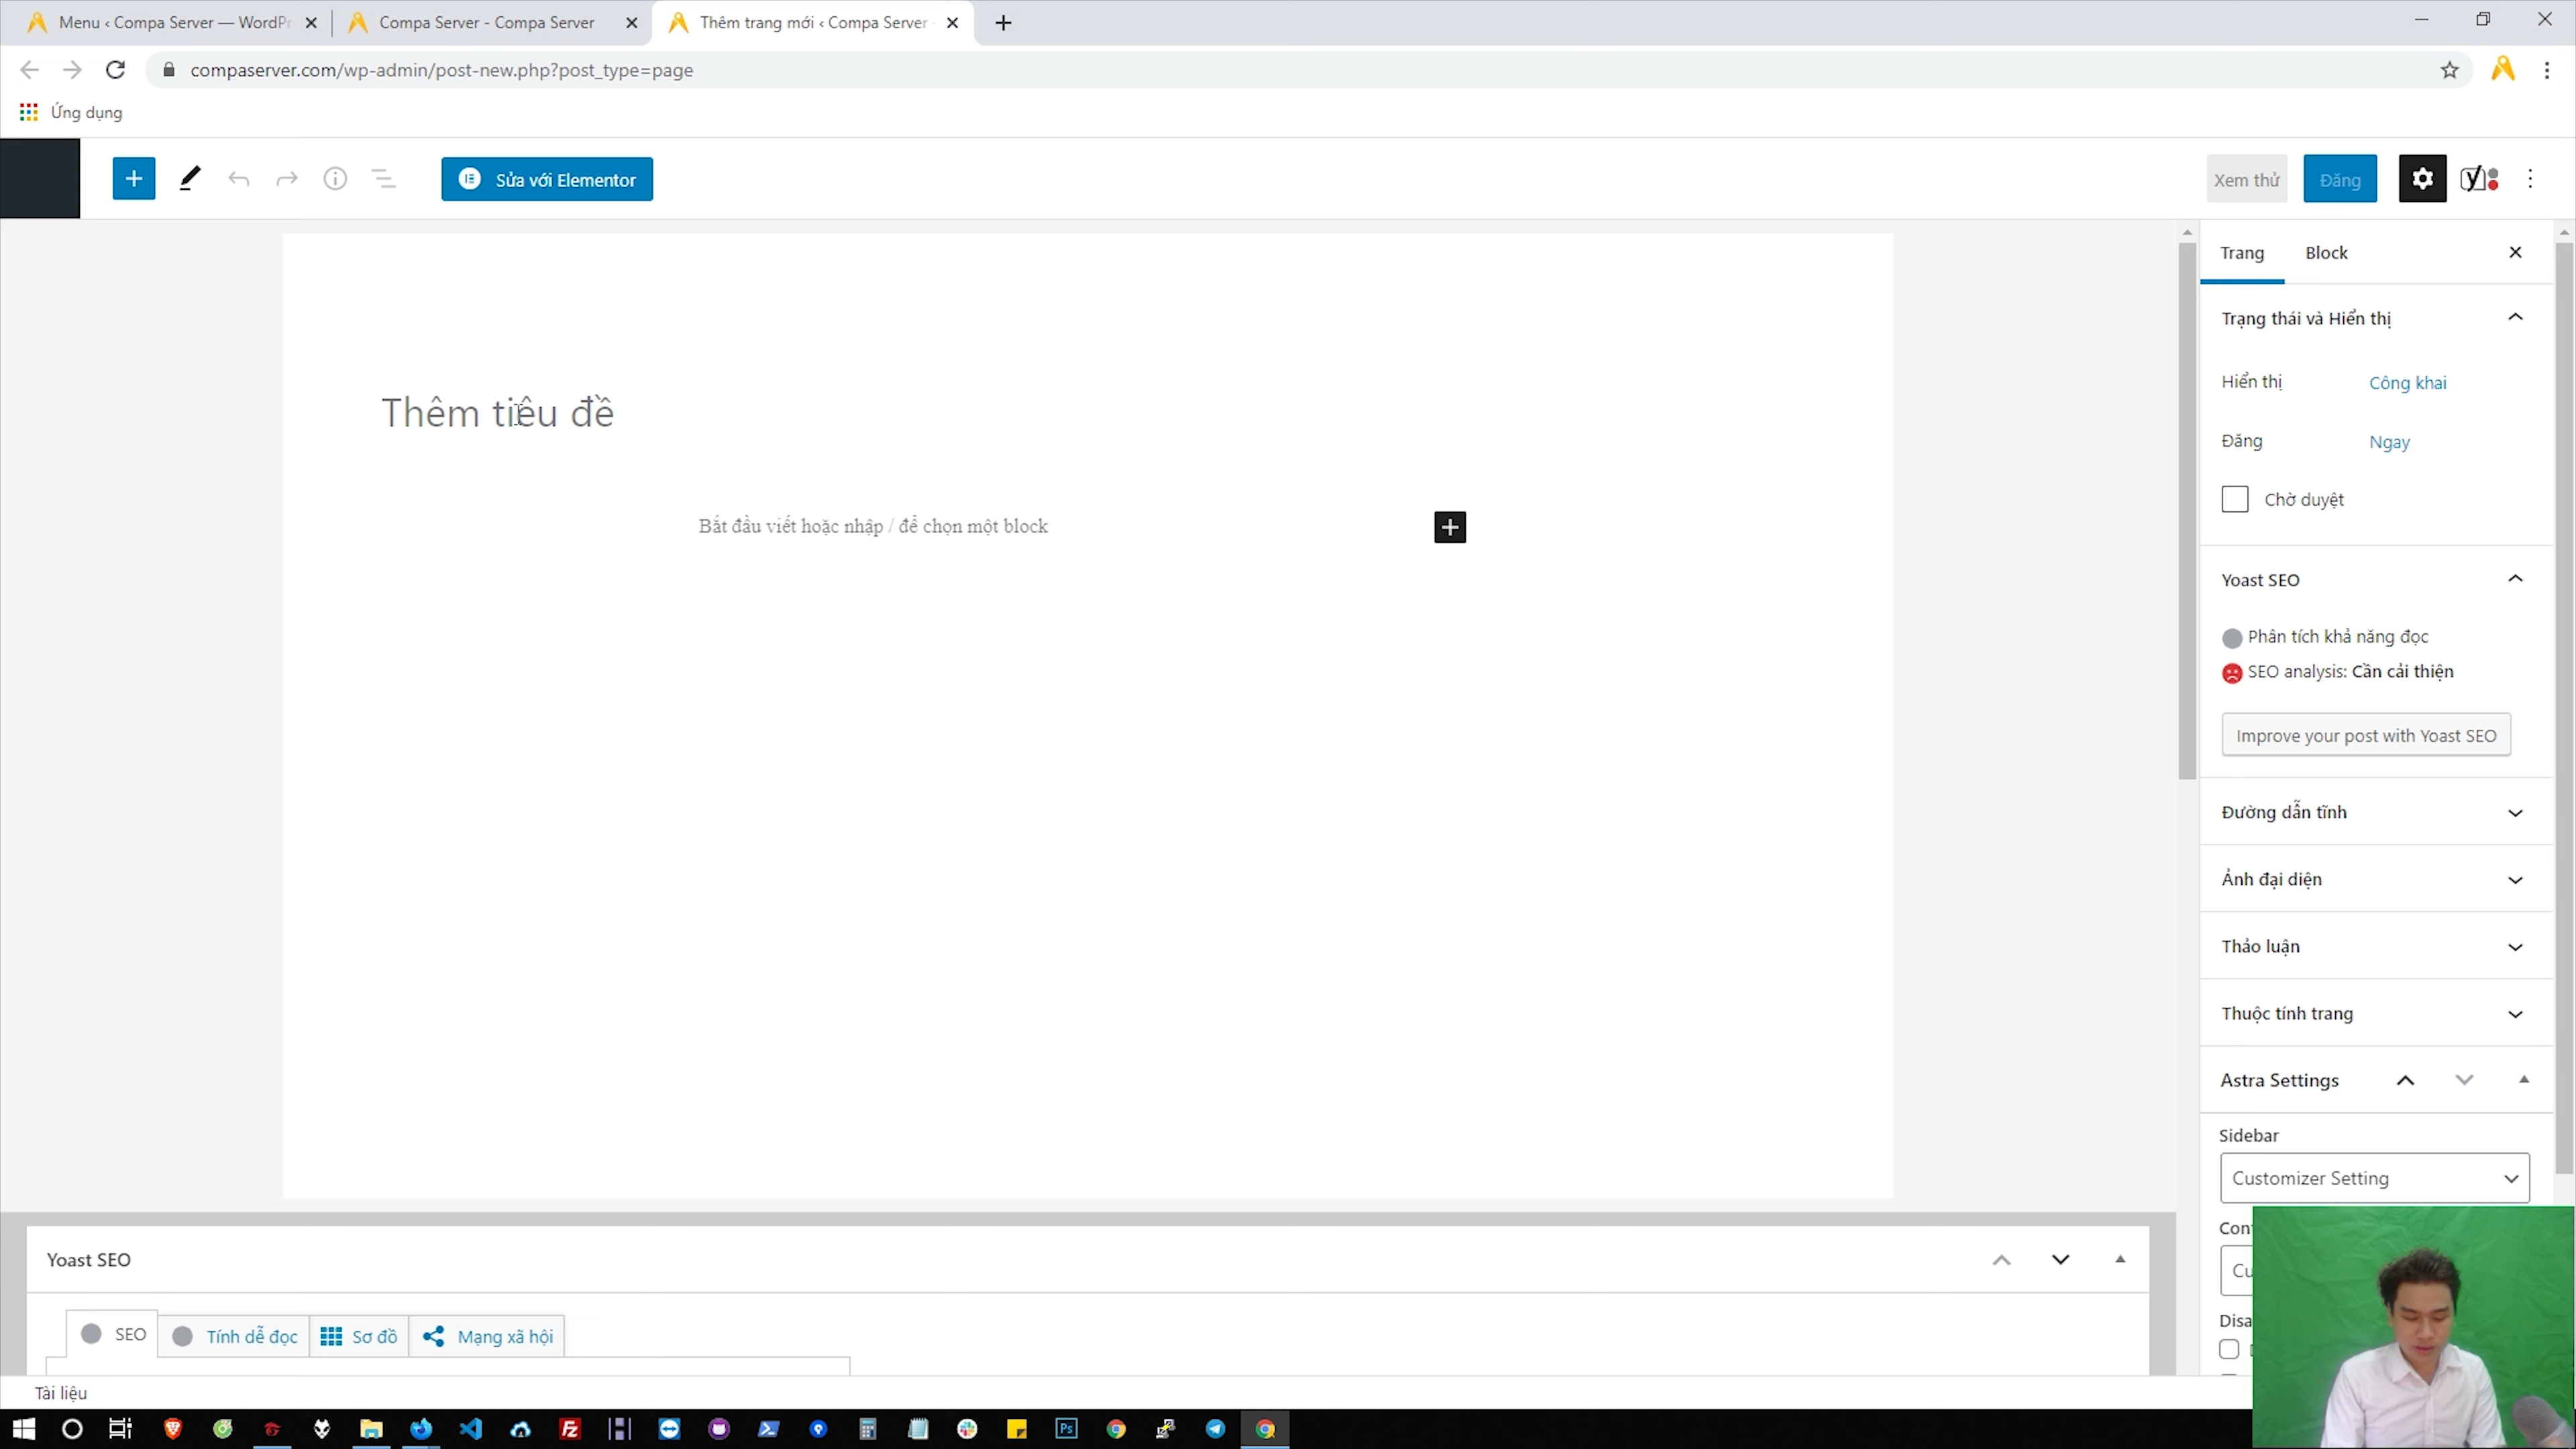 Menu ‹ Compa Server — WordPr
Compa Server - Compa Server
Thêm trang mới ‹ Compa Server
compaserver.com/wp-admin/post-new.php?post_type=page
Ứng dụng
Sửa với Elementor
Xem thử
Đăng
Trang
Block
Trạng thái và Hiển thị
Hiển thị
Công khai
Thêm tiêu đề
Đăng
Ngay
Chờ duyệt
Bắt đầu viết hoặc nhập / để chọn một block
Yoast SEO
Phân tích khả năng đọc
SEO analysis: Cần cải thiện
Improve your post with Yoast SEO
Đường dẫn tĩnh
Ảnh đại diện
Thảo luận
Thuộc tính trang
Astra Settings
Sidebar
Customizer Setting
Con
Cu
Disa
Yoast SEO
SEO
Tính dễ đọc
Sơ đồ
Mạng xã hội
Tài liệu
Fz
Ps